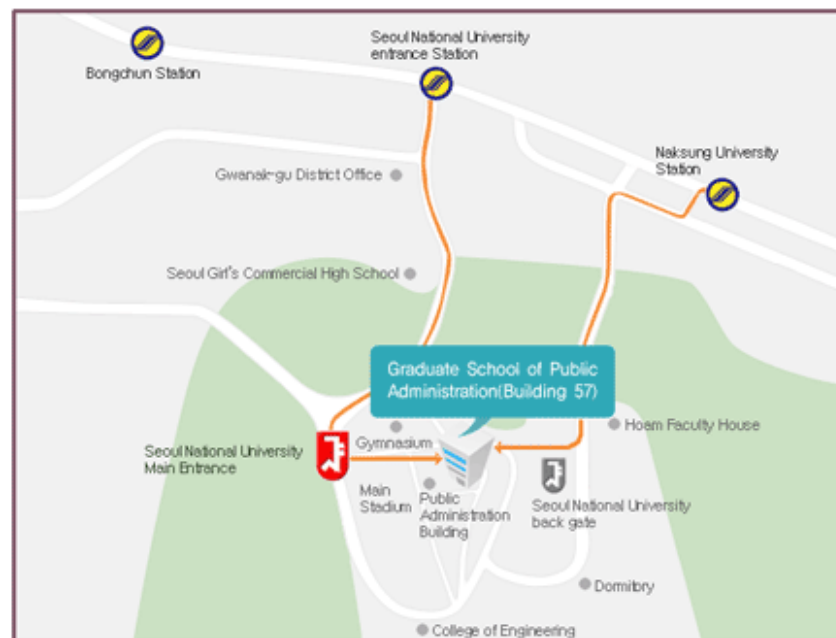 Seoul National University
entrance Station
Bongchun Station
Naksung University
Station
Gwanak-gu District Office
Seoul Girl's Commercial High School
Graduate School of Public
Administration(Building 57)
Hoam Faculty House
Gymnasium
Seoul National University
Main Entrance
Main
Stadium
Public
Administration
Building
Seoul National University
back gate
Dormitory
College of Engineering